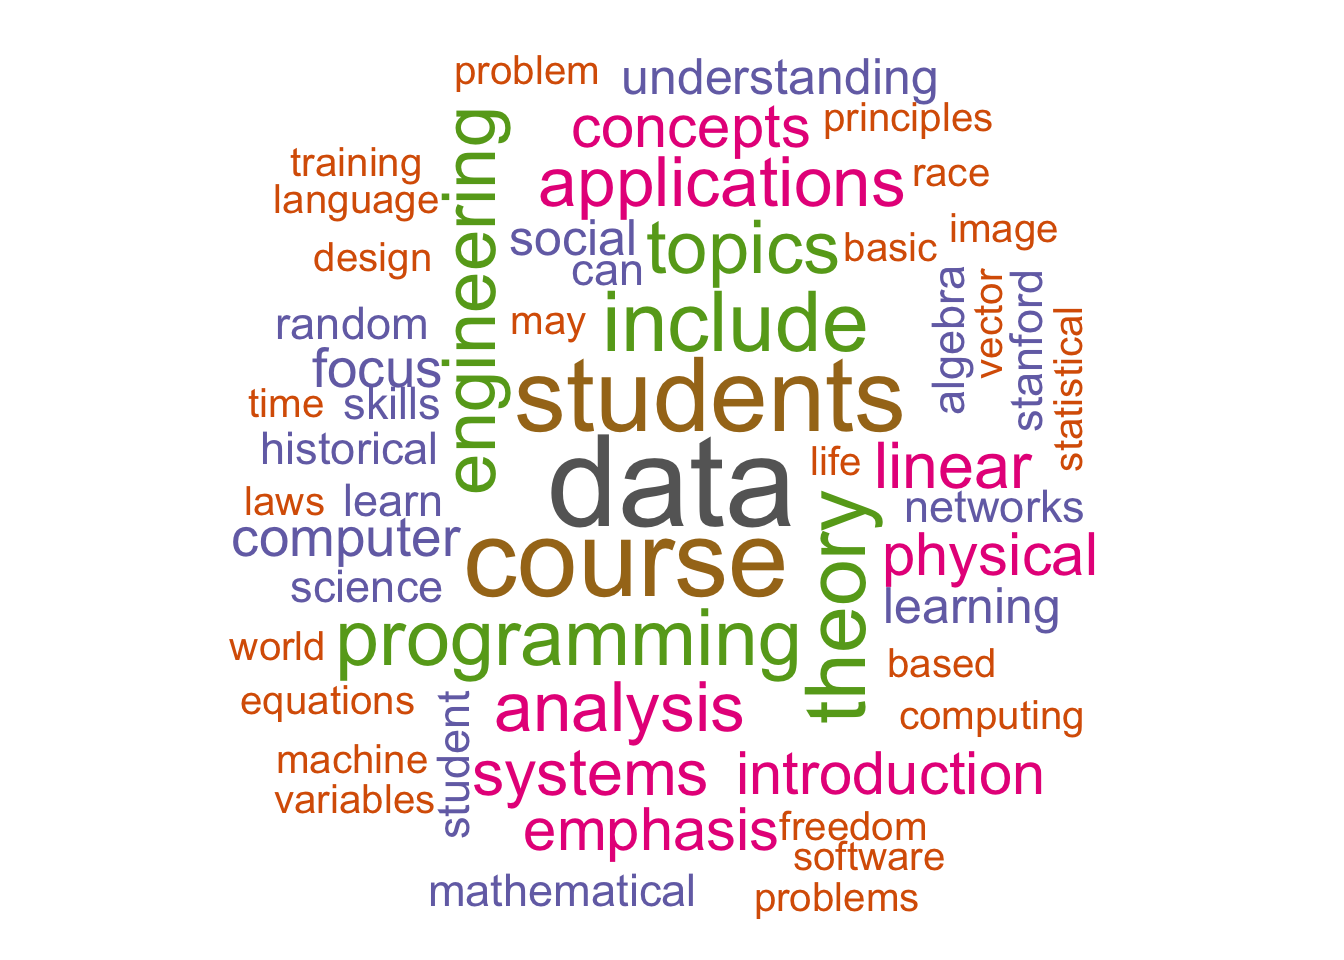 problem
understanding
concepts
principles
engineering
training
applications
race
language
social
topics
basic
image
design
can
algebra
vector
stanford
random
may
include
statistical
focus
students
time
skills
historical
data
life
linear
laws
learn
theory
networks
computer
course
physical
science
learning
world
programming
based
equations
student
analysis
computing
machine
systems
introduction
variables
emphasis
freedom
software
mathematical
problems